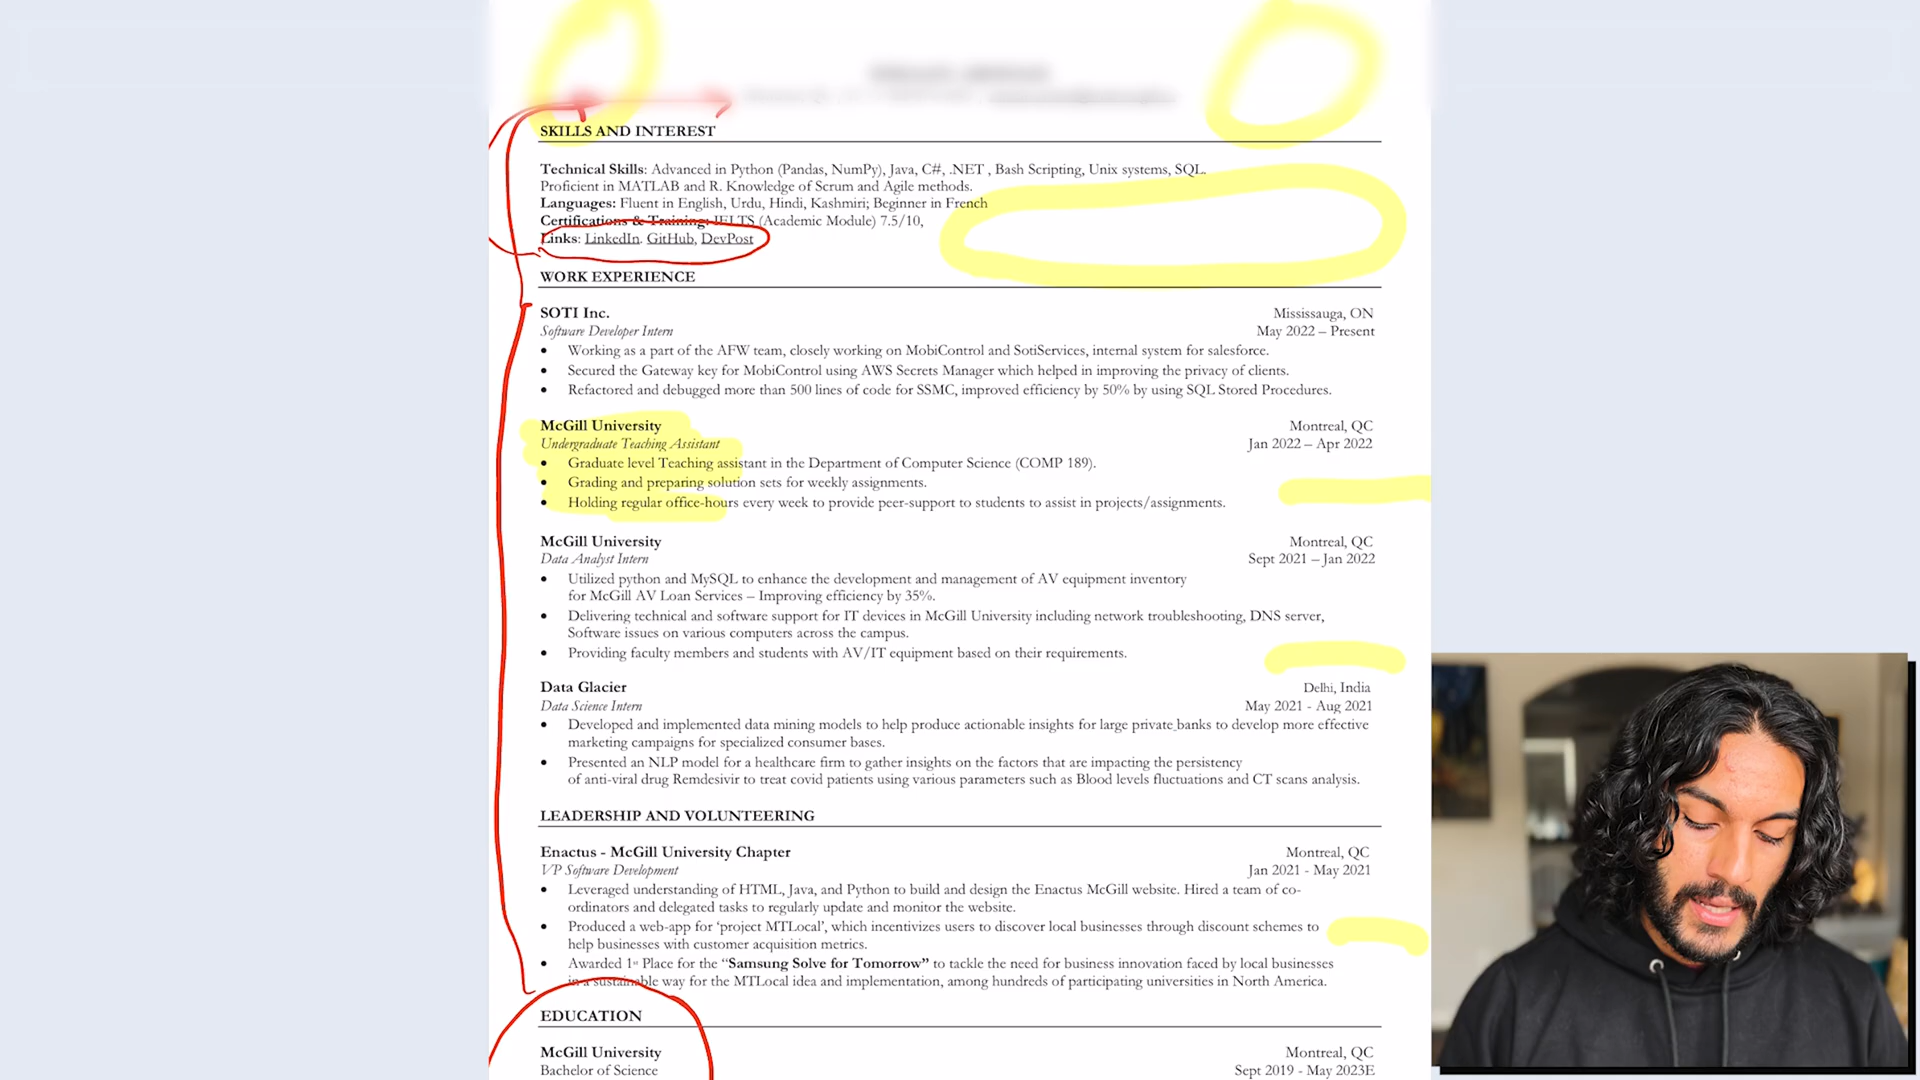 SKILLS AND INTEREST
Technical Skills: Advanced in Python (Pandas, NumPy), Java, C#, .NET , Bash Scripting, Unix systems, SQL.
Proficient in MATLAB and R. Knowledge of Scrum and Agile methods.
Languages: Fluent in English, Urdu, Hindi, Kashmiri; Beginner in French
Certifications & Training: IELTS (Academic Module) 7.5/10,
Links: LinkedIn. GitHub, DevPost
WORK EXPERIENCE
SOTI Inc. Mississauga, ON
Software Developer Intern May 2022 – Present
• Working as a part of the AFW team, closely working on MobiControl and SotiServices, internal system for salesforce.
• Secured the Gateway key for MobiControl using AWS Secrets Manager which helped in improving the privacy of clients.
• Refactored and debugged more than 500 lines of code for SSMC, improved efficiency by 50% by using SQL Stored Procedures.
McGill University Montreal, QC
Undergraduate Teaching Assistant Jan 2022 – Apr 2022
• Graduate level Teaching assistant in the Department of Computer Science (COMP 189).
• Grading and preparing solution sets for weekly assignments.
• Holding regular office-hours every week to provide peer-support to students to assist in projects/assignments.
McGill University Montreal, QC
Data Analyst Intern Sept 2021 – Jan 2022
• Utilized python and MySQL to enhance the development and management of AV equipment inventory
for McGill AV Loan Services – Improving efficiency by 35%.
• Delivering technical and software support for IT devices in McGill University including network troubleshooting, DNS server,
Software issues on various computers across the campus.
• Providing faculty members and students with AV/IT equipment based on their requirements.
Data Glacier Delhi, India
Data Science Intern May 2021 - Aug 2021
• Developed and implemented data mining models to help produce actionable insights for large private banks to develop more effective
marketing campaigns for specialized consumer bases.
• Presented an NLP model for a healthcare firm to gather insights on the factors that are impacting the persistency
of anti-viral drug Remdesivir to treat covid patients using various parameters such as Blood levels fluctuations and CT scans analysis.
LEADERSHIP AND VOLUNTEERING
Enactus - McGill University Chapter Montreal, QC
VP Software Development Jan 2021 - May 2021
• Leveraged understanding of HTML, Java, and Python to build and design the Enactus McGill website. Hired a team of co-
ordinators and delegated tasks to regularly update and monitor the website.
• Produced a web-app for ‘project MTLocal’, which incentivizes users to discover local businesses through discount schemes to
help businesses with customer acquisition metrics.
• Awarded 1st Place for the “Samsung Solve for Tomorrow” to tackle the need for business innovation faced by local businesses
in a sustainable way for the MTLocal idea and implementation, among hundreds of participating universities in North America.
EDUCATION
McGill University Montreal, QC
Bachelor of Science Sept 2019 - May 2023E